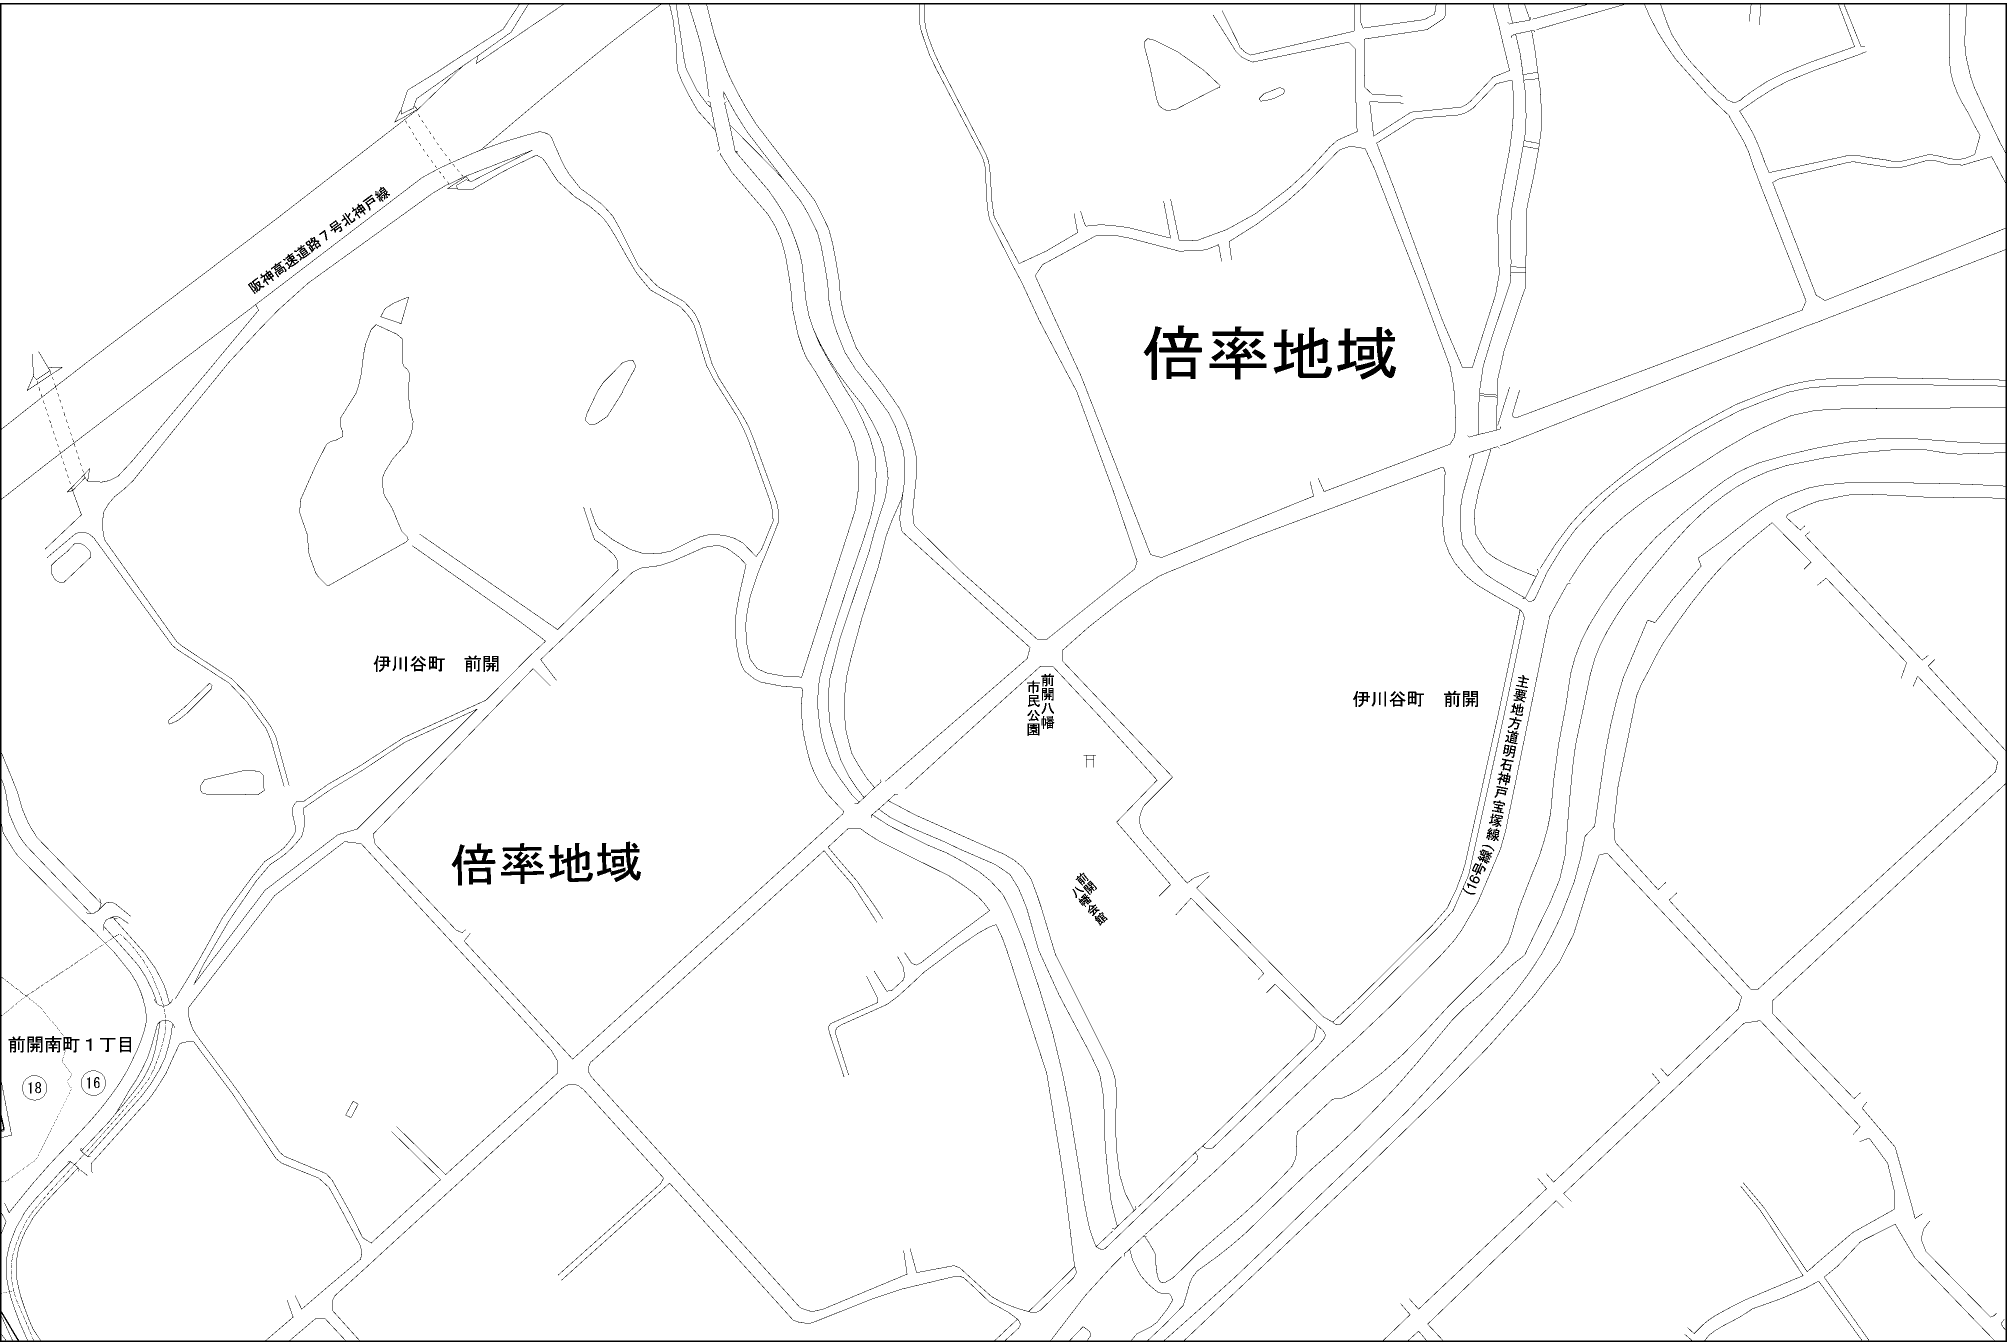 阪神高速道路７号北神戸線
倍率地域
伊川谷町　前開
前開八幡
市民公園
伊川谷町　前開
主要地方道明石神戸宝塚線
(16号線)
倍率地域
前開
八幡会館
前開南町１丁目
18
16